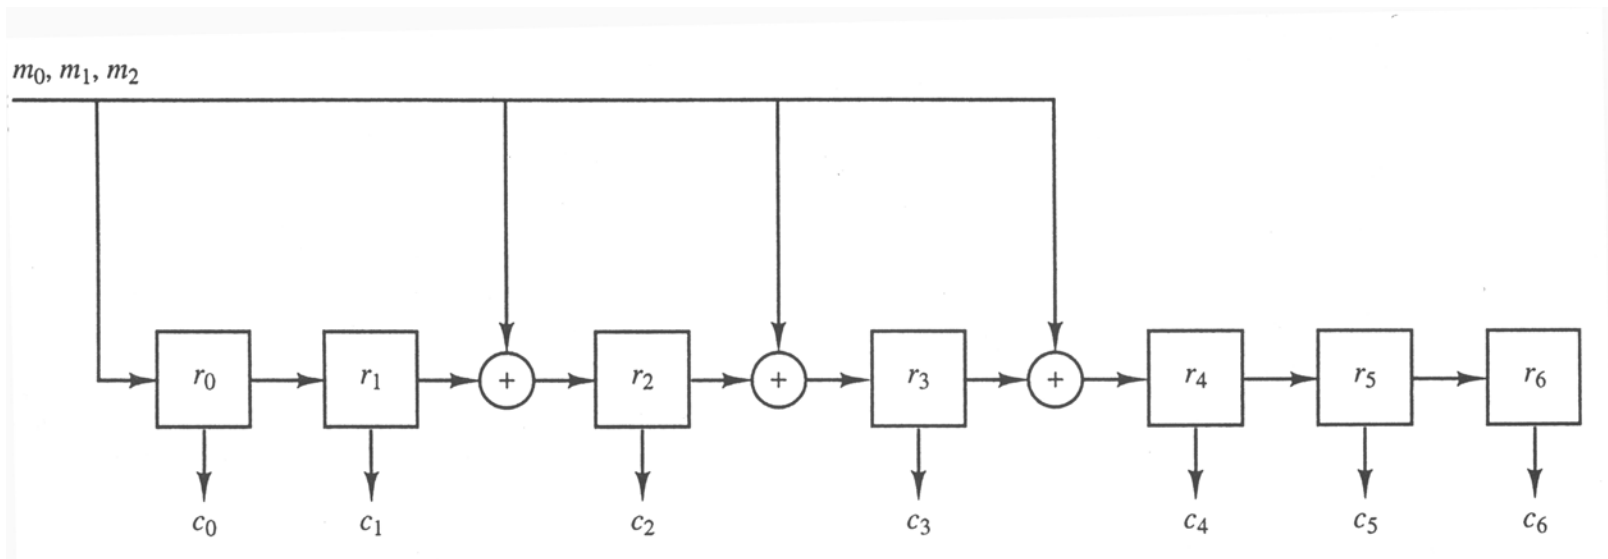 m₀, m₁, m₂
r₀ r₁ + r₂ + r₃ + r₄ r₅ r₆
c₀ c₁ c₂ c₃ c₄ c₅ c₆